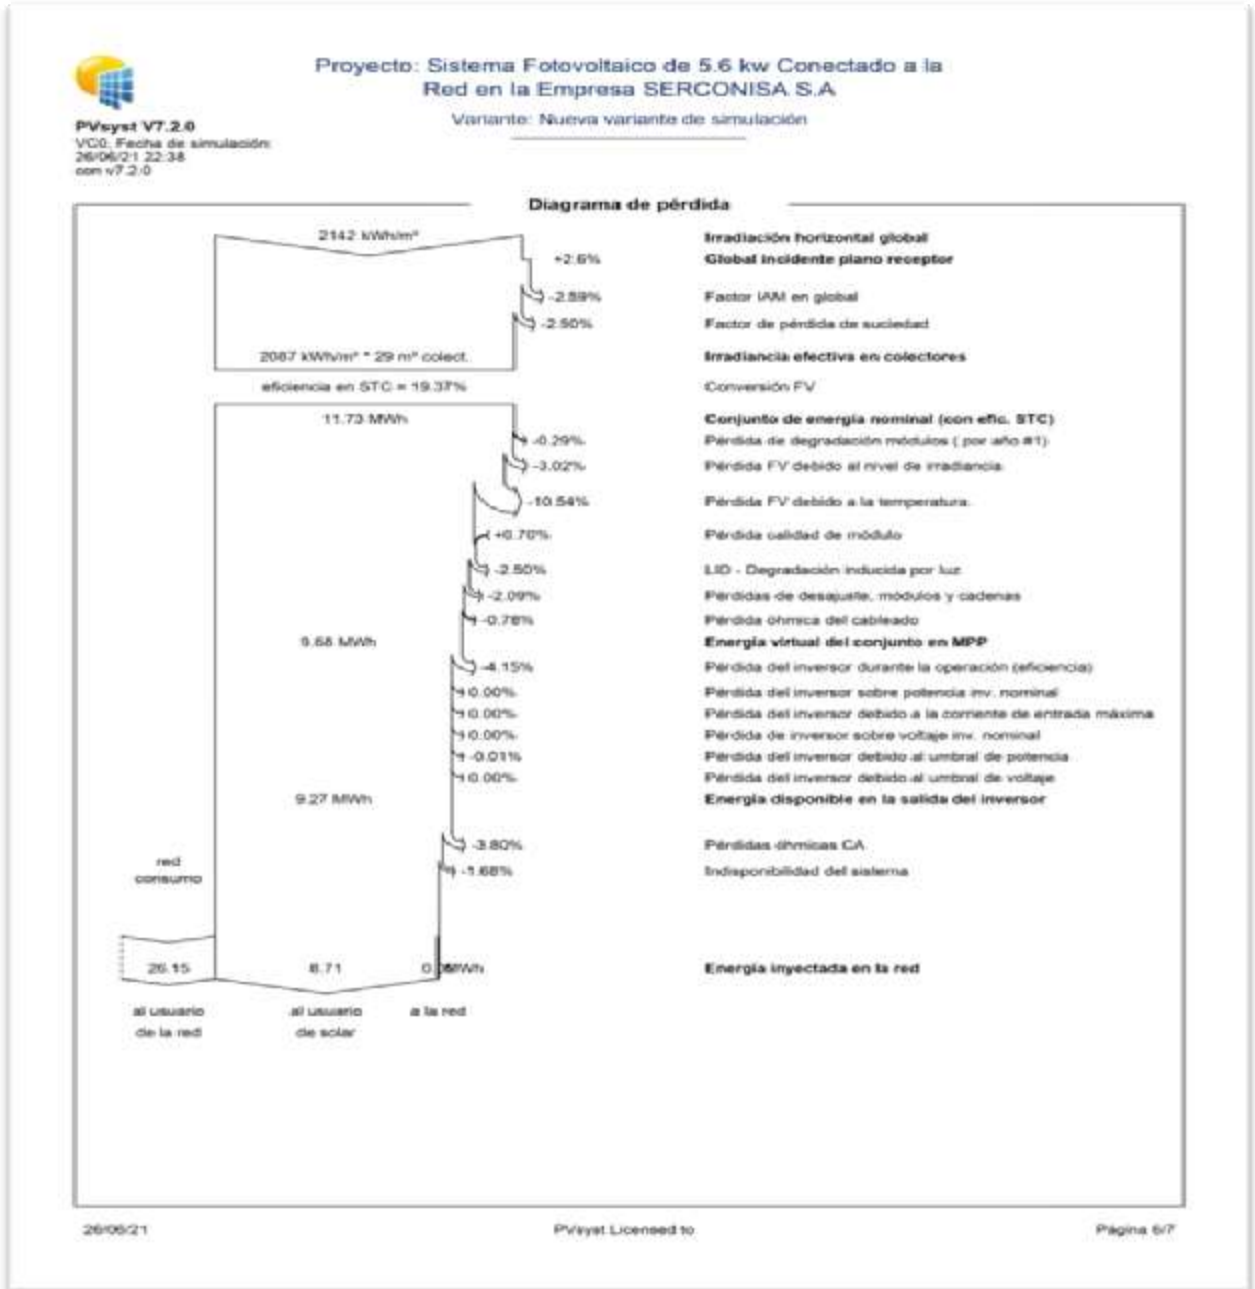 Proyecto: Sistema Fotovoltaico de 5.6 kw Conectado a la
Red en la Empresa SERCONISA S.A
Variante: Nueva variante de simulación
PVsyst V7.2.0
VC0, Fecha de simulación:
26/06/21 22:38
con v7.2.0
Diagrama de pérdida
2142 kWh/m² Irradiación horizontal global
+2.6% Global incidente plano receptor
-2.59% Factor IAM en global
-2.50% Factor de pérdida de suciedad
2087 kWh/m² * 29 m² colect. Irradiancia efectiva en colectores
eficiencia en STC = 19.37% Conversión FV
11.73 MWh Conjunto de energía nominal (con efic. STC)
-0.29% Pérdida de degradación módulos ( por año #1)
-3.02% Pérdida FV debido al nivel de irradiancia
-10.54% Pérdida FV debido a la temperatura.
+0.70% Pérdida calidad de módulo
-2.50% LID - Degradación inducida por luz
-2.09% Pérdidas de desajuste, módulos y cadenas
-0.78% Pérdida óhmica del cableado
9.68 MWh Energía virtual del conjunto en MPP
-4.15% Pérdida del inversor durante la operación (eficiencia)
0.00% Pérdida del inversor sobre potencia inv. nominal
0.00% Pérdida del inversor debido a la corriente de entrada máxima
0.00% Pérdida de inversor sobre voltaje inv. nominal
-0.01% Pérdida del inversor debido al umbral de potencia
0.00% Pérdida del inversor debido al umbral de voltaje
9.27 MWh Energía disponible en la salida del inversor
-3.80% Pérdidas óhmicas CA
red
consumo
-1.68% Indisponibilidad del sistema
26.15 8.71 MWh Energía inyectada en la red
al usuario al usuario a la red
de la red de solar
26/06/21 PVsyst Licensed to Página 6/7